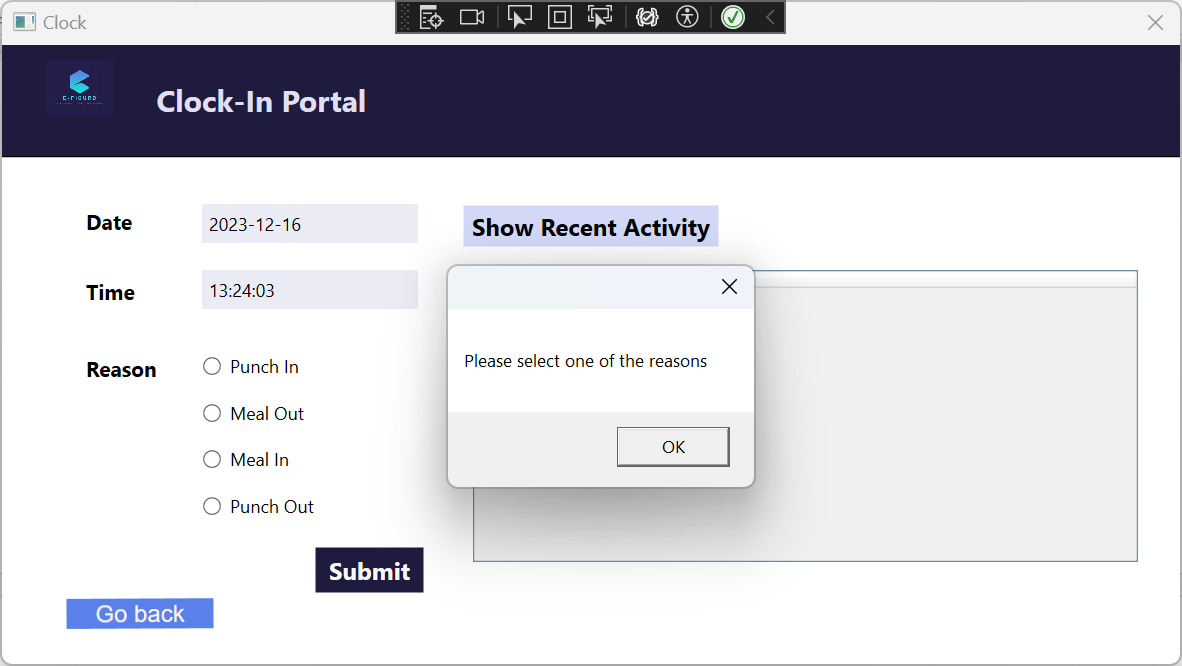 Clock
C-FIGURD
Clock-In Portal
Date
2023-12-16
Show Recent Activity
Time
13:24:03
Please select one of the reasons
Reason
Punch In
Meal Out
OK
Meal In
Punch Out
Submit
Go back